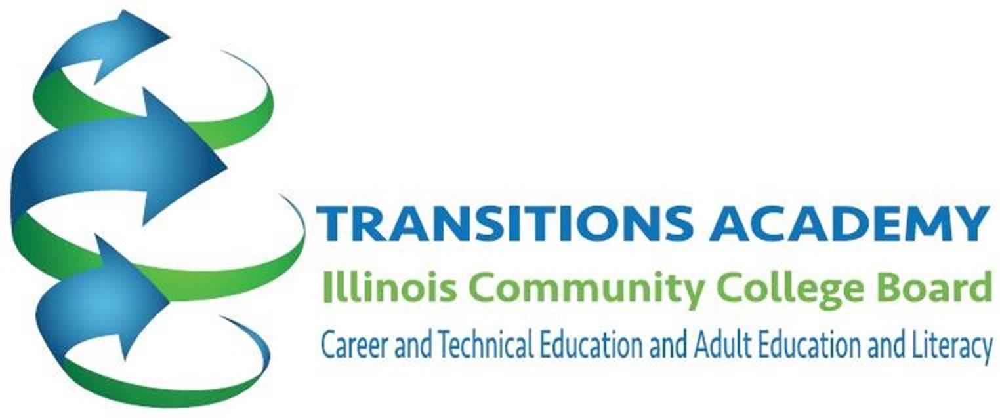 TRANSITIONS ACADEMY
Illinois Community College Board
Career and Technical Education and Adult Education and Literacy